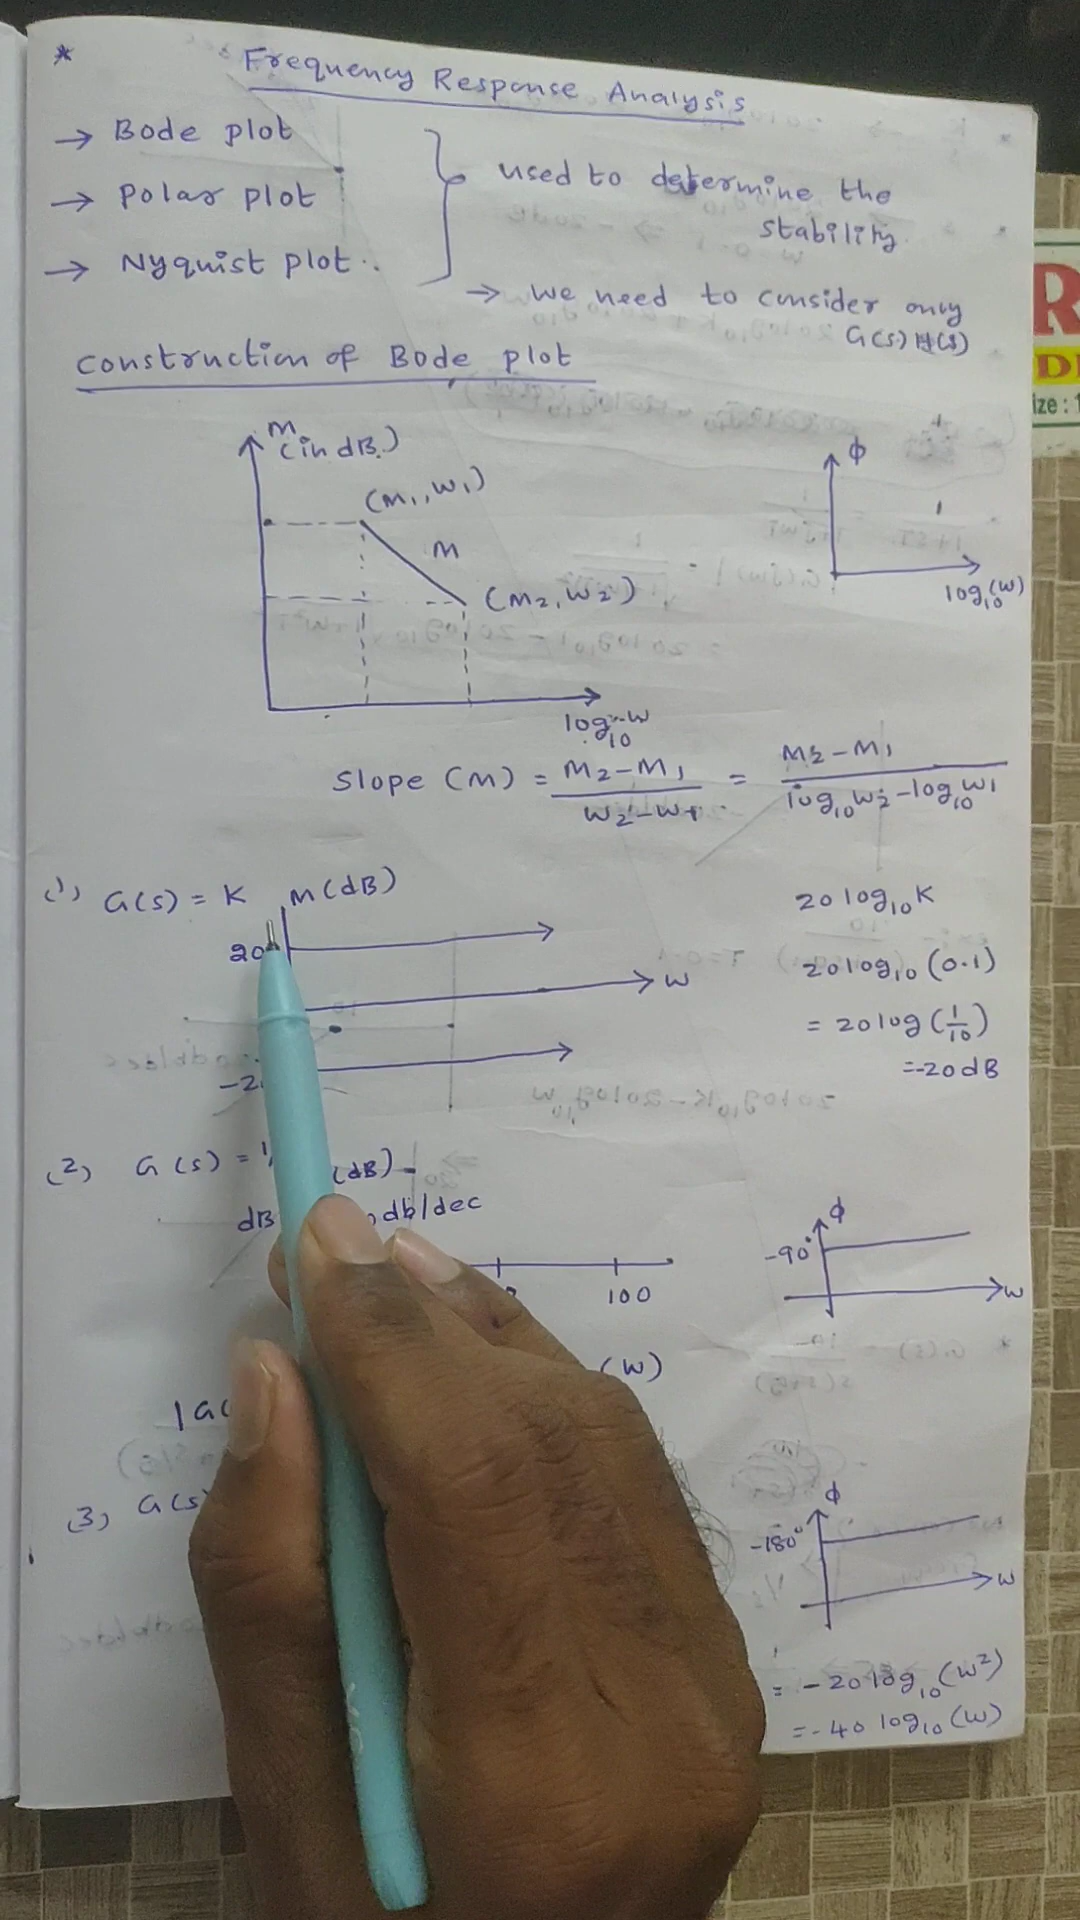 * Frequency Response Analysis
→ Bode plot
→ Polar plot
→ Nyquist plot
used to determine the
stability.
→ we need to consider only
G(s) H(s)
construction of Bode plot
M
(in dB)
(M1, W1)
M
(M2, W2)
log10 W
ϕ
log10(W)
Slope (M) = M2-M1 / W2-W1 = M2-M1 / log10 W2 - log10 W1
(1) G(s) = K
M(dB)
20
W
20 log10 K
20 log10 (0.1)
= 20 log (1/10)
= -20 dB
(2) G(s) =
(dB)
dB
db/dec
100
(W)
ϕ
-90°
W
(3)
ϕ
-180°
W
= -20 log10 (W²)
= -40 log10 (W)
R
ize : 1